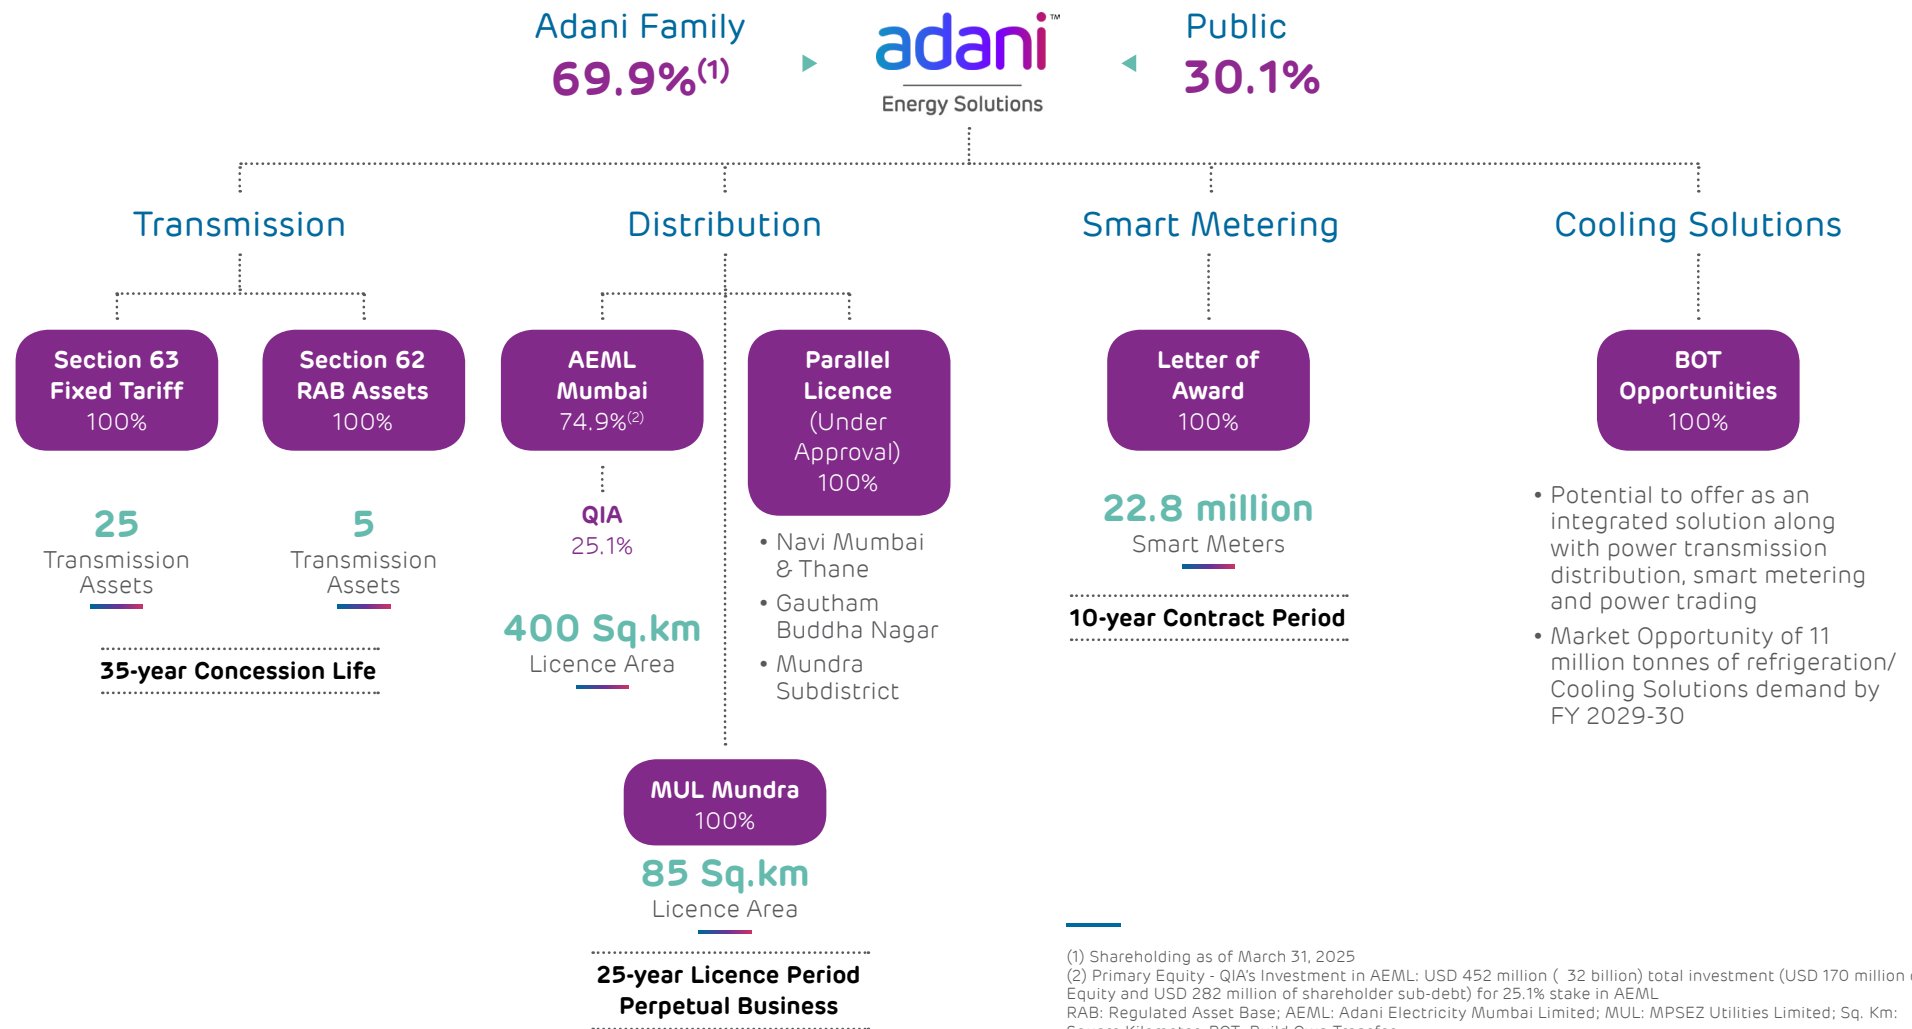 Adani Family
69.9%(1)
adani™
Energy Solutions
Public
30.1%
Transmission
Section 63
Fixed Tariff
100%
25
Transmission
Assets
Section 62
RAB Assets
100%
5
Transmission
Assets
35-year Concession Life
Distribution
AEML
Mumbai
74.9%(2)
QIA
25.1%
400 Sq.km
Licence Area
Parallel
Licence
(Under
Approval)
100%
• Navi Mumbai
& Thane
• Gautham
Buddha Nagar
• Mundra
Subdistrict
MUL Mundra
100%
85 Sq.km
Licence Area
25-year Licence Period
Perpetual Business
Smart Metering
Letter of
Award
100%
22.8 million
Smart Meters
10-year Contract Period
Cooling Solutions
BOT
Opportunities
100%
• Potential to offer as an
integrated solution along
with power transmission
distribution, smart metering
and power trading
• Market Opportunity of 11
million tonnes of refrigeration/
Cooling Solutions demand by
FY 2029-30
(1) Shareholding as of March 31, 2025
(2) Primary Equity - QIA's Investment in AEML: USD 452 million ( 32 billion) total investment (USD 170 million
Equity and USD 282 million of shareholder sub-debt) for 25.1% stake in AEML
RAB: Regulated Asset Base; AEML: Adani Electricity Mumbai Limited; MUL: MPSEZ Utilities Limited; Sq. Km: